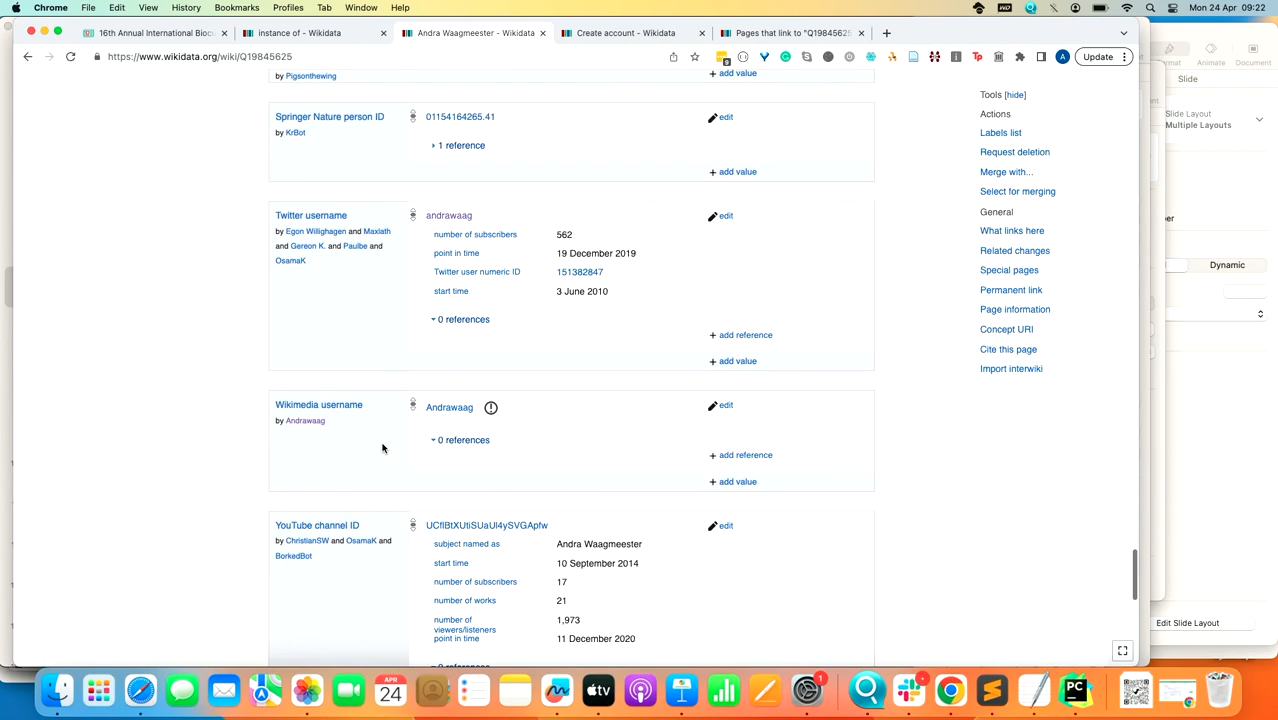 Chrome File Edit View History Bookmarks Profiles Tab Window Help Mon 24 Apr 09:22
16th Annual International Biocu
instance of - Wikidata
Andra Waagmeester - Wikidata
Create account - Wikidata
Pages that link to "Q19845625
https://www.wikidata.org/wiki/Q19845625
Update
by Pigsonthewing
+ add value
Springer Nature person ID
by KrBot
01154164265.41
edit
1 reference
+ add value
Twitter username
by Egon Willighagen and Maxlath
and Gereon K. and Paulbe and
OsamaK
andrawaag
edit
number of subscribers 562
point in time 19 December 2019
Twitter user numeric ID 151382847
start time 3 June 2010
0 references
+ add reference
+ add value
Wikimedia username
by Andrawaag
Andrawaag
edit
0 references
+ add reference
+ add value
YouTube channel ID
by ChristianSW and OsamaK and
BorkedBot
edit
subject named as Andra Waagmeester
start time 10 September 2014
number of subscribers 17
number of works 21
number of
viewers/listeners 1,973
point in time 11 December 2020
0 references
Tools [hide]
Actions
Labels list
Request deletion
Merge with...
Select for merging
General
What links here
Related changes
Special pages
Permanent link
Page information
Concept URI
Cite this page
Import interwiki
Animate
Document
Slide
Slide Layout
Multiple Layouts
Dynamic
Edit Slide Layout
APR
24
tv
1
PC